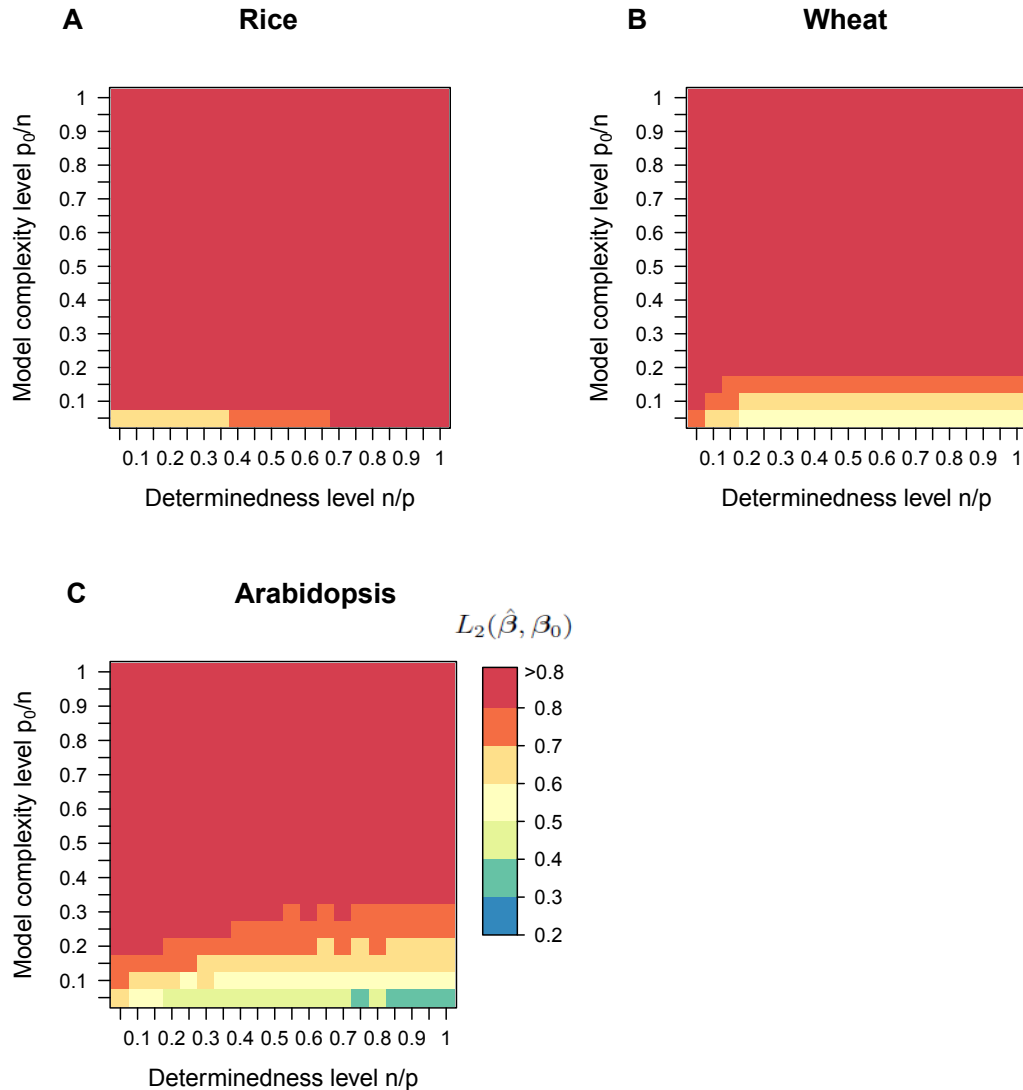 A Rice
Model complexity level p0/n
1
0.9
0.8
0.7
0.6
0.5
0.4
0.3
0.2
0.1
0.1 0.2 0.3 0.4 0.5 0.6 0.7 0.8 0.9 1
Determinedness level n/p
B Wheat
Model complexity level p0/n
1
0.9
0.8
0.7
0.6
0.5
0.4
0.3
0.2
0.1
0.1 0.2 0.3 0.4 0.5 0.6 0.7 0.8 0.9 1
Determinedness level n/p
C Arabidopsis
Model complexity level p0/n
1
0.9
0.8
0.7
0.6
0.5
0.4
0.3
0.2
0.1
0.1 0.2 0.3 0.4 0.5 0.6 0.7 0.8 0.9 1
Determinedness level n/p
L2(β̂, β0)
>0.8
0.8
0.7
0.6
0.5
0.4
0.3
0.2